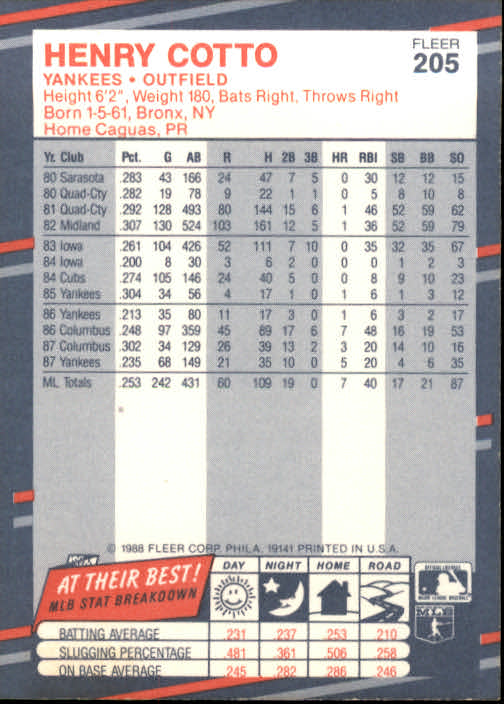 HENRY COTTO
FLEER
205
YANKEES • OUTFIELD
Height 6'2", Weight 180, Bats Right, Throws Right
Born 1-5-61, Bronx, NY
Home Caguas, PR
Yr. Club Pct. G AB R H 2B 3B HR RBI SB BB SO
80 Sarasota .283 43 166 24 47 7 5 0 30 12 12 15
80 Quad-Cty .282 19 78 9 22 1 1 0 5 8 10 8
81 Quad-Cty .292 128 493 80 144 15 6 1 46 52 59 62
82 Midland .307 130 524 103 161 12 5 1 36 52 59 79
83 Iowa .261 104 426 52 111 7 10 0 35 32 35 67
84 Iowa .200 8 30 3 6 2 0 0 0 1 2 3
84 Cubs .274 105 146 24 40 5 0 0 8 9 10 23
85 Yankees .304 34 56 4 17 1 0 1 6 1 3 12
86 Yankees .213 35 80 11 17 3 0 1 6 3 2 17
86 Columbus .248 97 359 45 89 17 6 7 48 16 19 53
87 Columbus .302 34 129 26 39 13 2 3 20 14 10 16
87 Yankees .235 68 149 21 35 10 0 5 20 4 6 35
ML Totals .253 242 431 60 109 19 0 7 40 17 21 87
© 1988 FLEER CORP. PHILA. 19141 PRINTED IN U.S.A.
AT THEIR BEST!
MLB STAT BREAKDOWN
DAY NIGHT HOME ROAD
BATTING AVERAGE .231 .237 .253 .210
SLUGGING PERCENTAGE .481 .361 .506 .258
ON BASE AVERAGE .245 .282 .286 .246